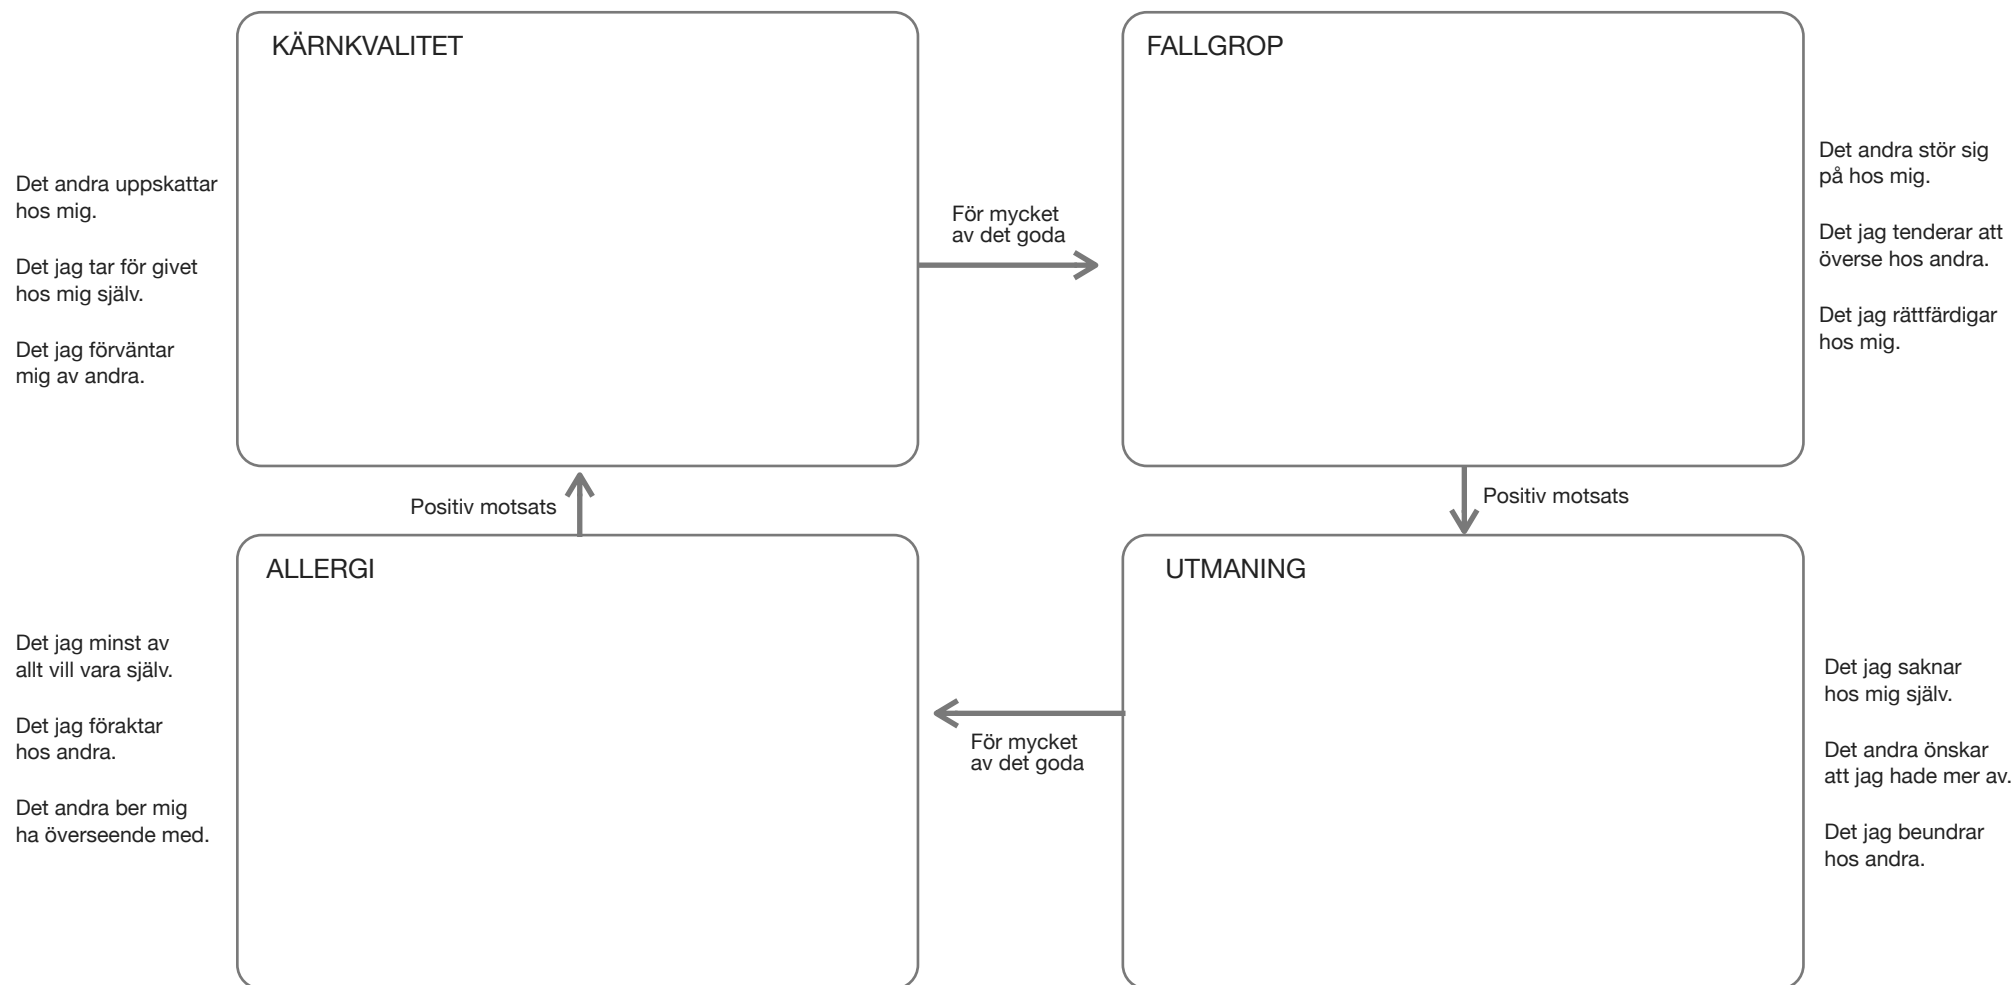 KÄRNKVALITET
Det andra uppskattar
hos mig.
Det jag tar för givet
hos mig själv.
Det jag förväntar
mig av andra.
För mycket
av det goda
FALLGROP
Det andra stör sig
på hos mig.
Det jag tenderar att
överse hos andra.
Det jag rättfärdigar
hos mig.
Positiv motsats
Positiv motsats
ALLERGI
Det jag minst av
allt vill vara själv.
Det jag föraktar
hos andra.
Det andra ber mig
ha överseende med.
För mycket
av det goda
UTMANING
Det jag saknar
hos mig själv.
Det andra önskar
att jag hade mer av.
Det jag beundrar
hos andra.